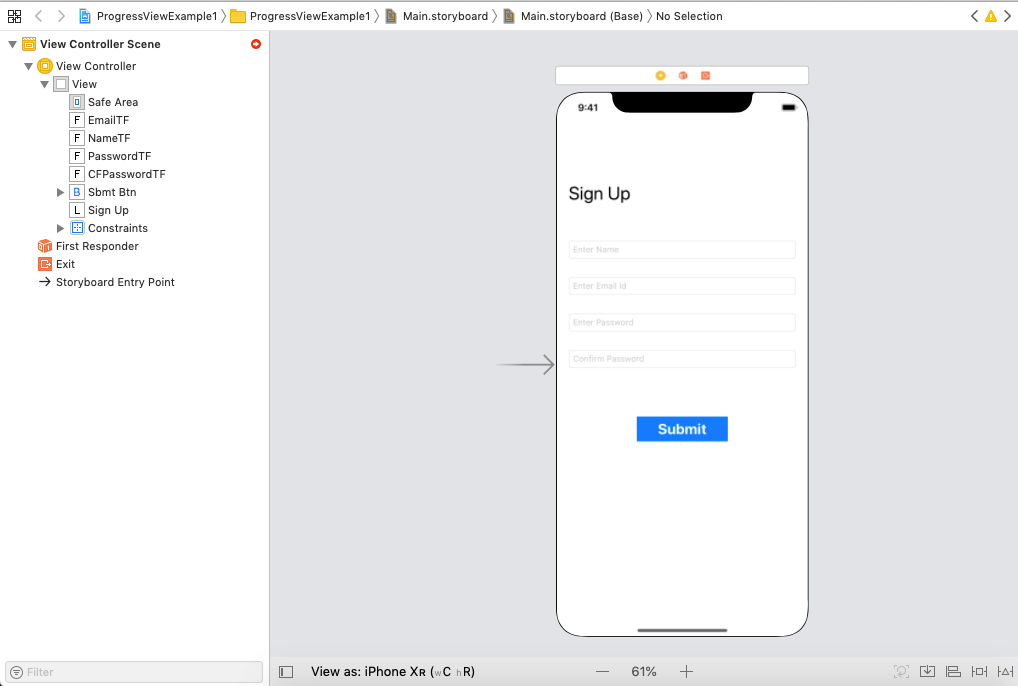 ProgressViewExample1 ProgressViewExample1 Main.storyboard Main.storyboard (Base) No Selection
View Controller Scene
View Controller
View
Safe Area
F EmailTF
F NameTF
F PasswordTF
F CFPasswordTF
B Sbmt Btn
L Sign Up
Constraints
First Responder
Exit
Storyboard Entry Point
Filter
9:41
Sign Up
Enter Name
Enter Email Id
Enter Password
Confirm Password
Submit
View as: iPhone XR (wC hR)
61%